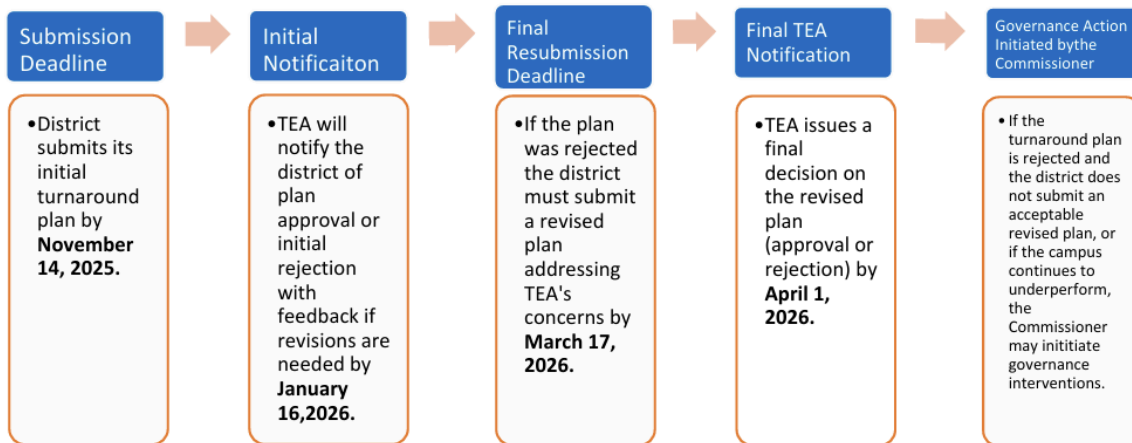 Submission
Deadline
•District
submits its
initial
turnaround
plan by
November
14, 2025.
Initial
Notificaiton
•TEA will
notify the
district of
plan
approval or
initial
rejection
with
feedback if
revisions are
needed by
January
16,2026.
Final
Resubmission
Deadline
•If the plan
was rejected
the district
must submit
a revised
plan
addressing
TEA's
concerns by
March 17,
2026.
Final TEA
Notification
•TEA issues a
final
decision on
the revised
plan
(approval or
rejection) by
April 1,
2026.
Governance Action
Initiated bythe
Commissioner
• If the
turnaround plan
is rejected and
the district does
not submit an
acceptable
revised plan, or
if the campus
continues to
underperform,
the
Commissioner
may inititiate
governance
interventions.